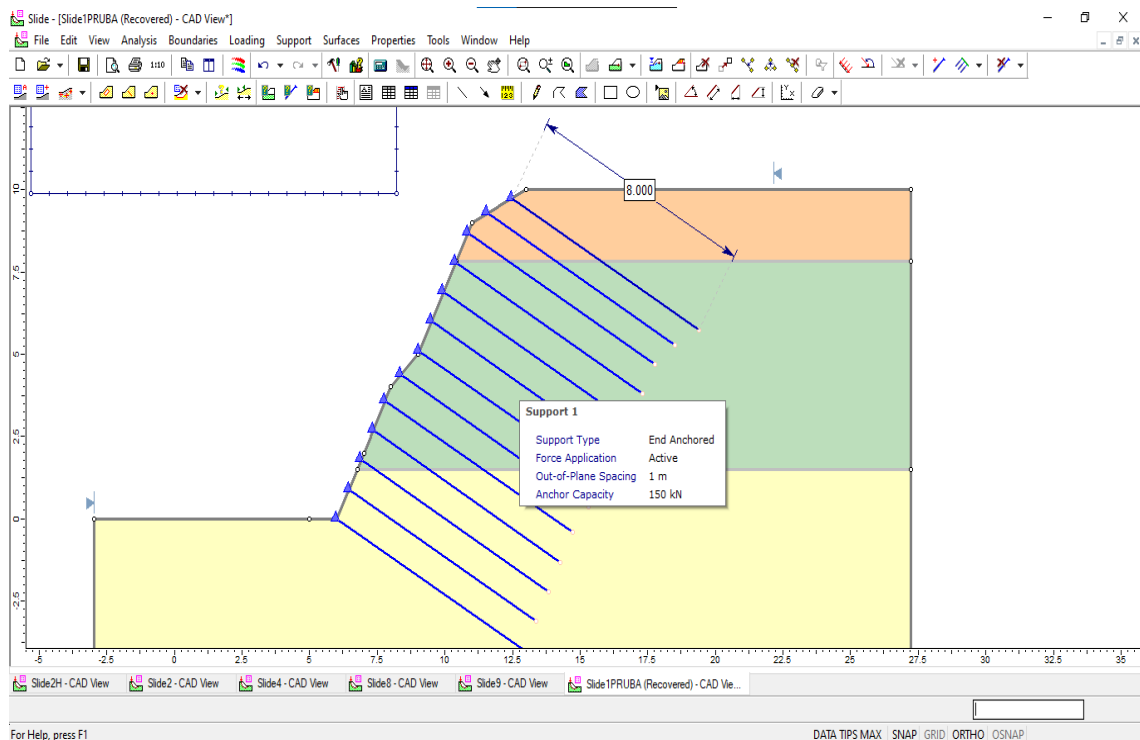 Slide - [Slide1PRUBA (Recovered) - CAD View*]
File Edit View Analysis Boundaries Loading Support Surfaces Properties Tools Window Help
1:10
123
Yx
8.000
10
7.5
5
2.5
0
-2.5
Support 1
Support Type End Anchored
Force Application Active
Out-of-Plane Spacing 1 m
Anchor Capacity 150 kN
-5 -2.5 0 2.5 5 7.5 10 12.5 15 17.5 20 22.5 25 27.5 30 32.5 35
Slide2H - CAD View Slide2 - CAD View Slide4 - CAD View Slide8 - CAD View Slide9 - CAD View Slide1PRUBA (Recovered) - CAD Vie...
For Help, press F1 DATA TIPS MAX SNAP GRID ORTHO OSNAP